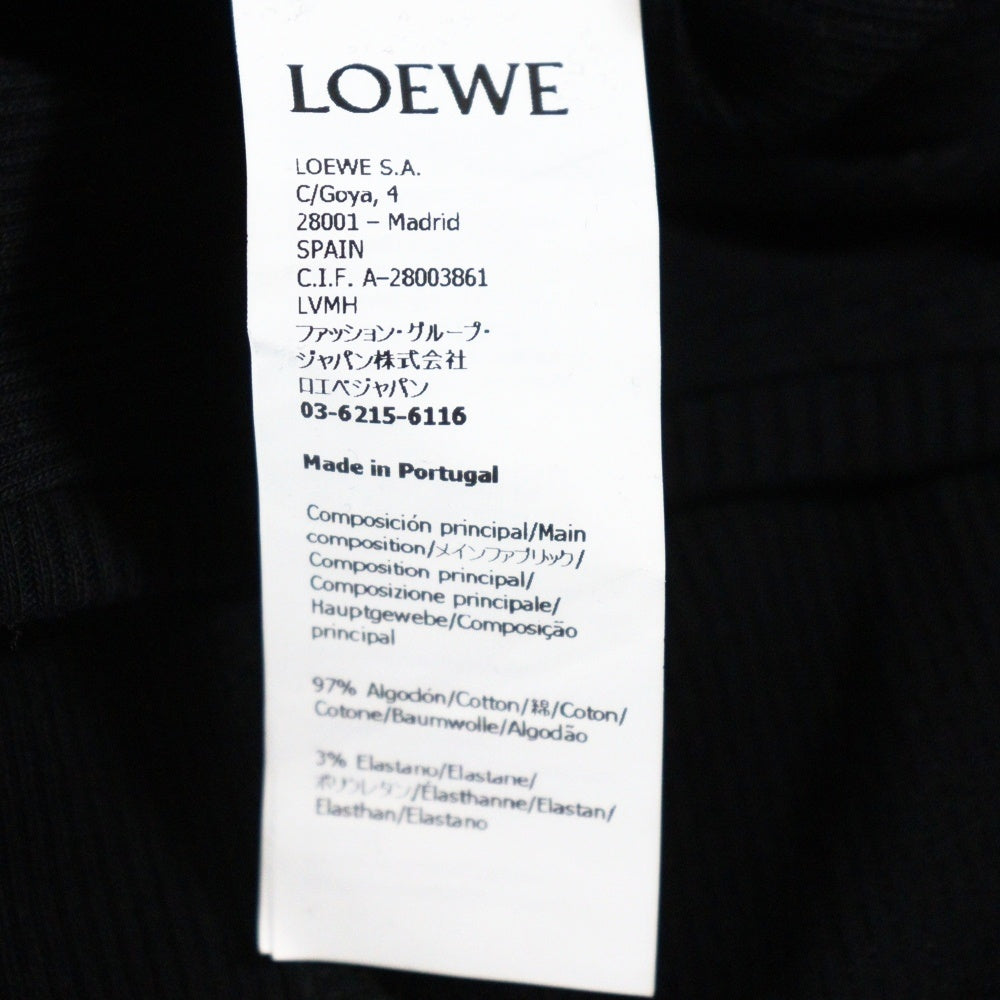 LOEWE
LOEWE S.A.
C/Goya, 4
28001 – Madrid
SPAIN
C.I.F. A–28003861
LVMH
ファッション・グループ・
ジャパン株式会社
ロエベジャパン
03-6215-6116
Made in Portugal
Composición principal/Main
composition/メインファブリック/
Composition principal/
Composizione principale/
Hauptgewebe/Composição
principal
97% Algodón/Cotton/綿/Coton/
Cotone/Baumwolle/Algodão
3% Elastano/Elastane/
ポリウレタン/Élasthanne/Elastan/
Elasthan/Elastano